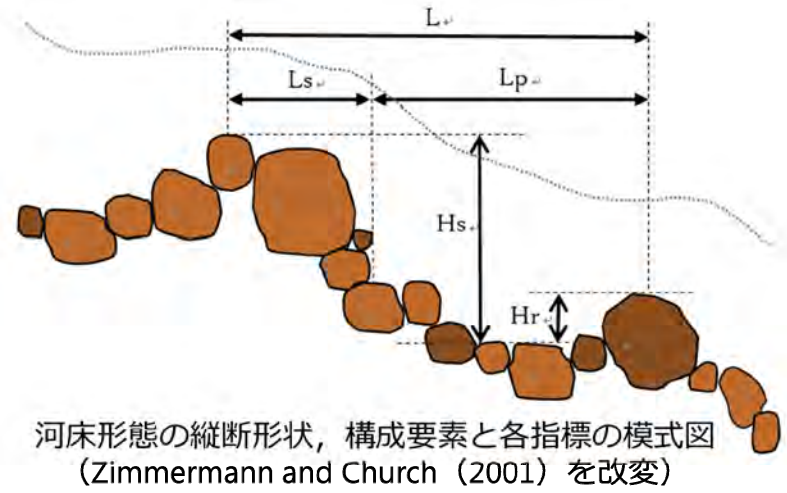 L
Ls
Lp
Hs
Hr
河床形態の縦断形状，構成要素と各指標の模式図
（Zimmermann and Church（2001）を改変）